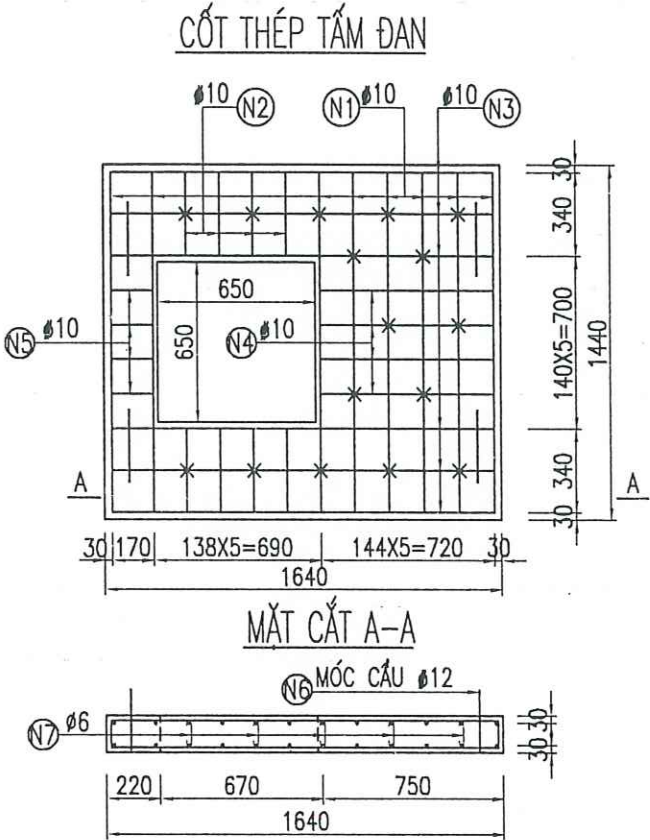 CỐT THÉP TẤM ĐAN
ø10 N2 N1 ø10 ø10 N3
30
340
650
650
N5 ø10
N4 ø10
140X5=700
1440
340
30
A A
30 170 138X5=690 144X5=720 30
1640
MẶT CẮT A-A
N6 MÓC CẨU ø12
N7 ø6
30
30
220 670 750
1640